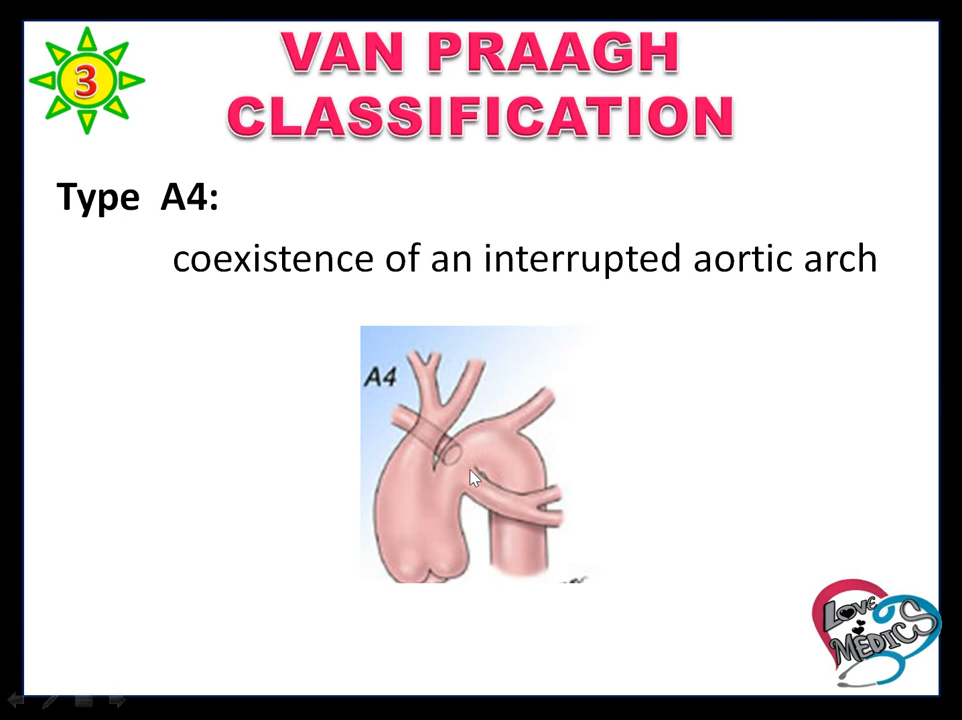 3
VAN PRAAGH
CLASSIFICATION
Type A4:
coexistence of an interrupted aortic arch
A4
LOVE
MEDICS